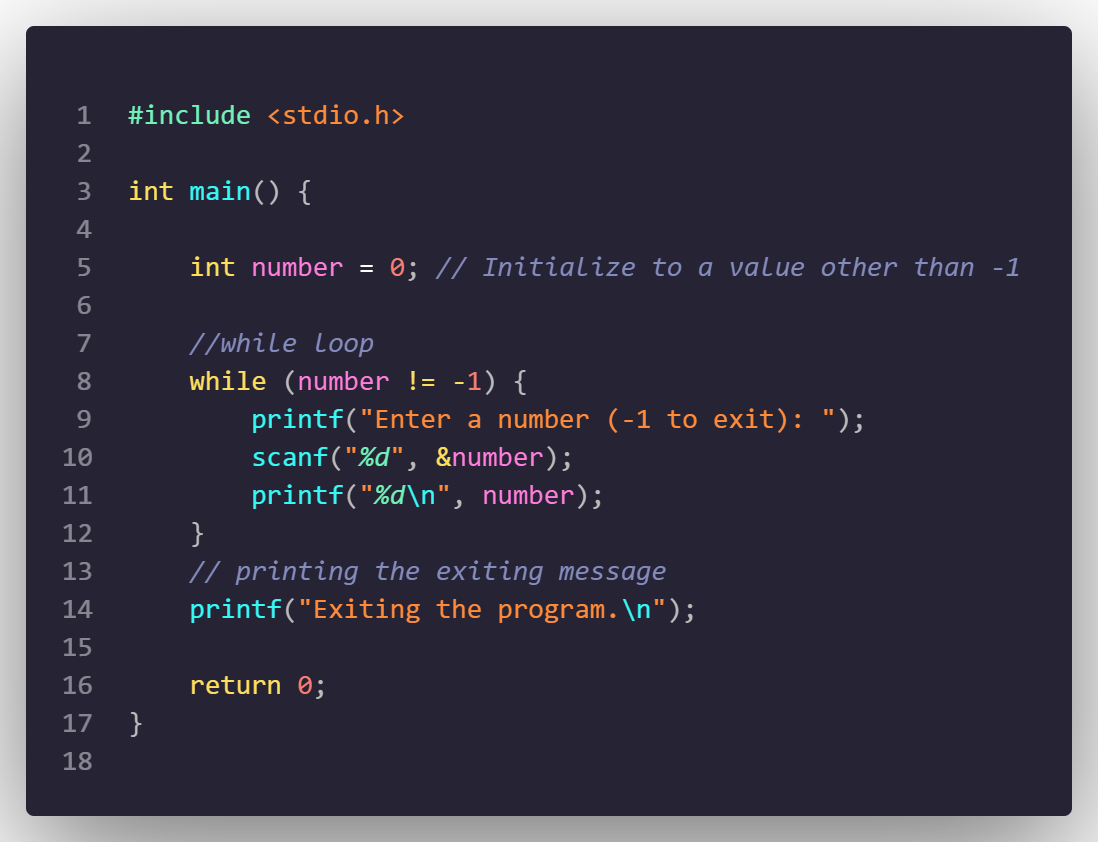 1 #include <stdio.h>
2
3 int main() {
4
5     int number = 0; // Initialize to a value other than -1
6
7     //while loop
8     while (number != -1) {
9         printf("Enter a number (-1 to exit): ");
10         scanf("%d", &number);
11         printf("%d\n", number);
12     }
13     // printing the exiting message
14     printf("Exiting the program.\n");
15
16     return 0;
17 }
18